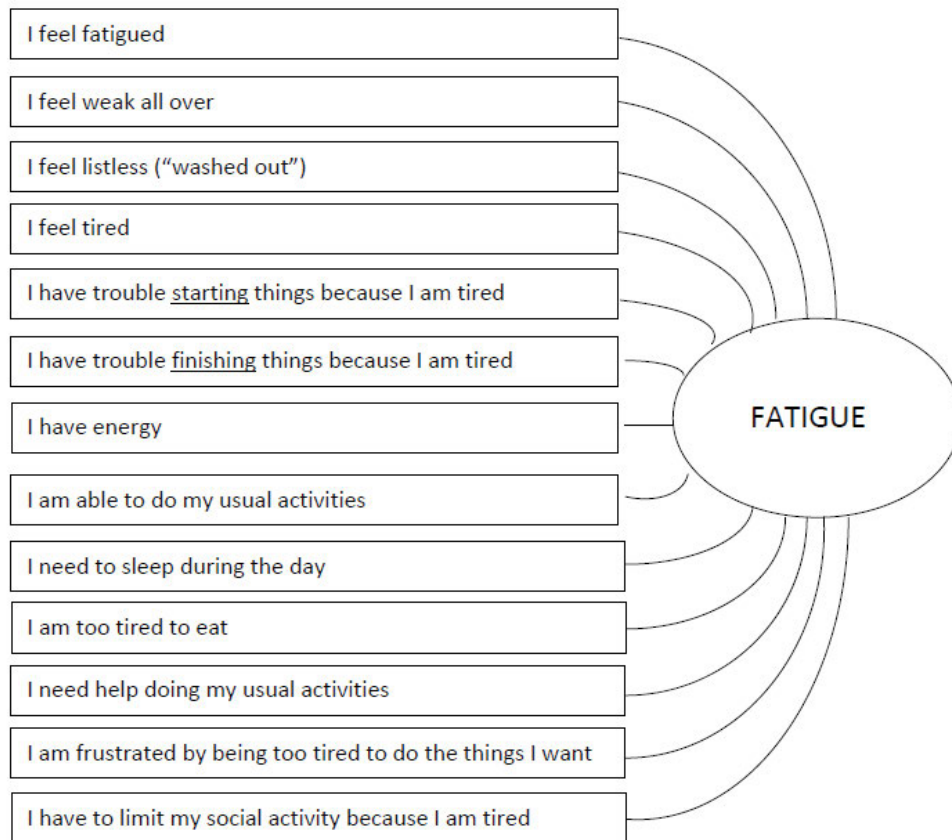 I feel fatigued
I feel weak all over
I feel listless (“washed out”)
I feel tired
I have trouble starting things because I am tired
I have trouble finishing things because I am tired
I have energy
FATIGUE
I am able to do my usual activities
I need to sleep during the day
I am too tired to eat
I need help doing my usual activities
I am frustrated by being too tired to do the things I want
I have to limit my social activity because I am tired